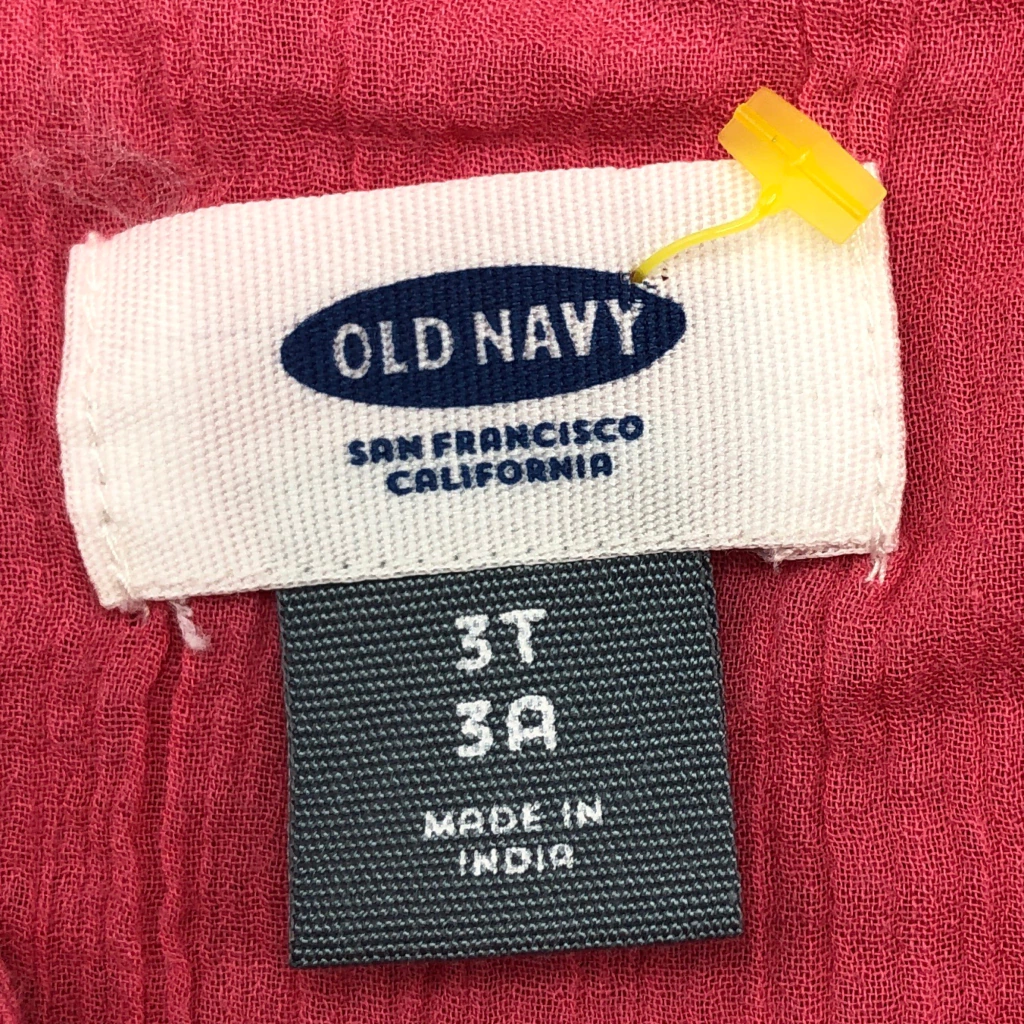 OLD NAVY
SAN FRANCISCO
CALIFORNIA
3T
3A
MADE IN
INDIA